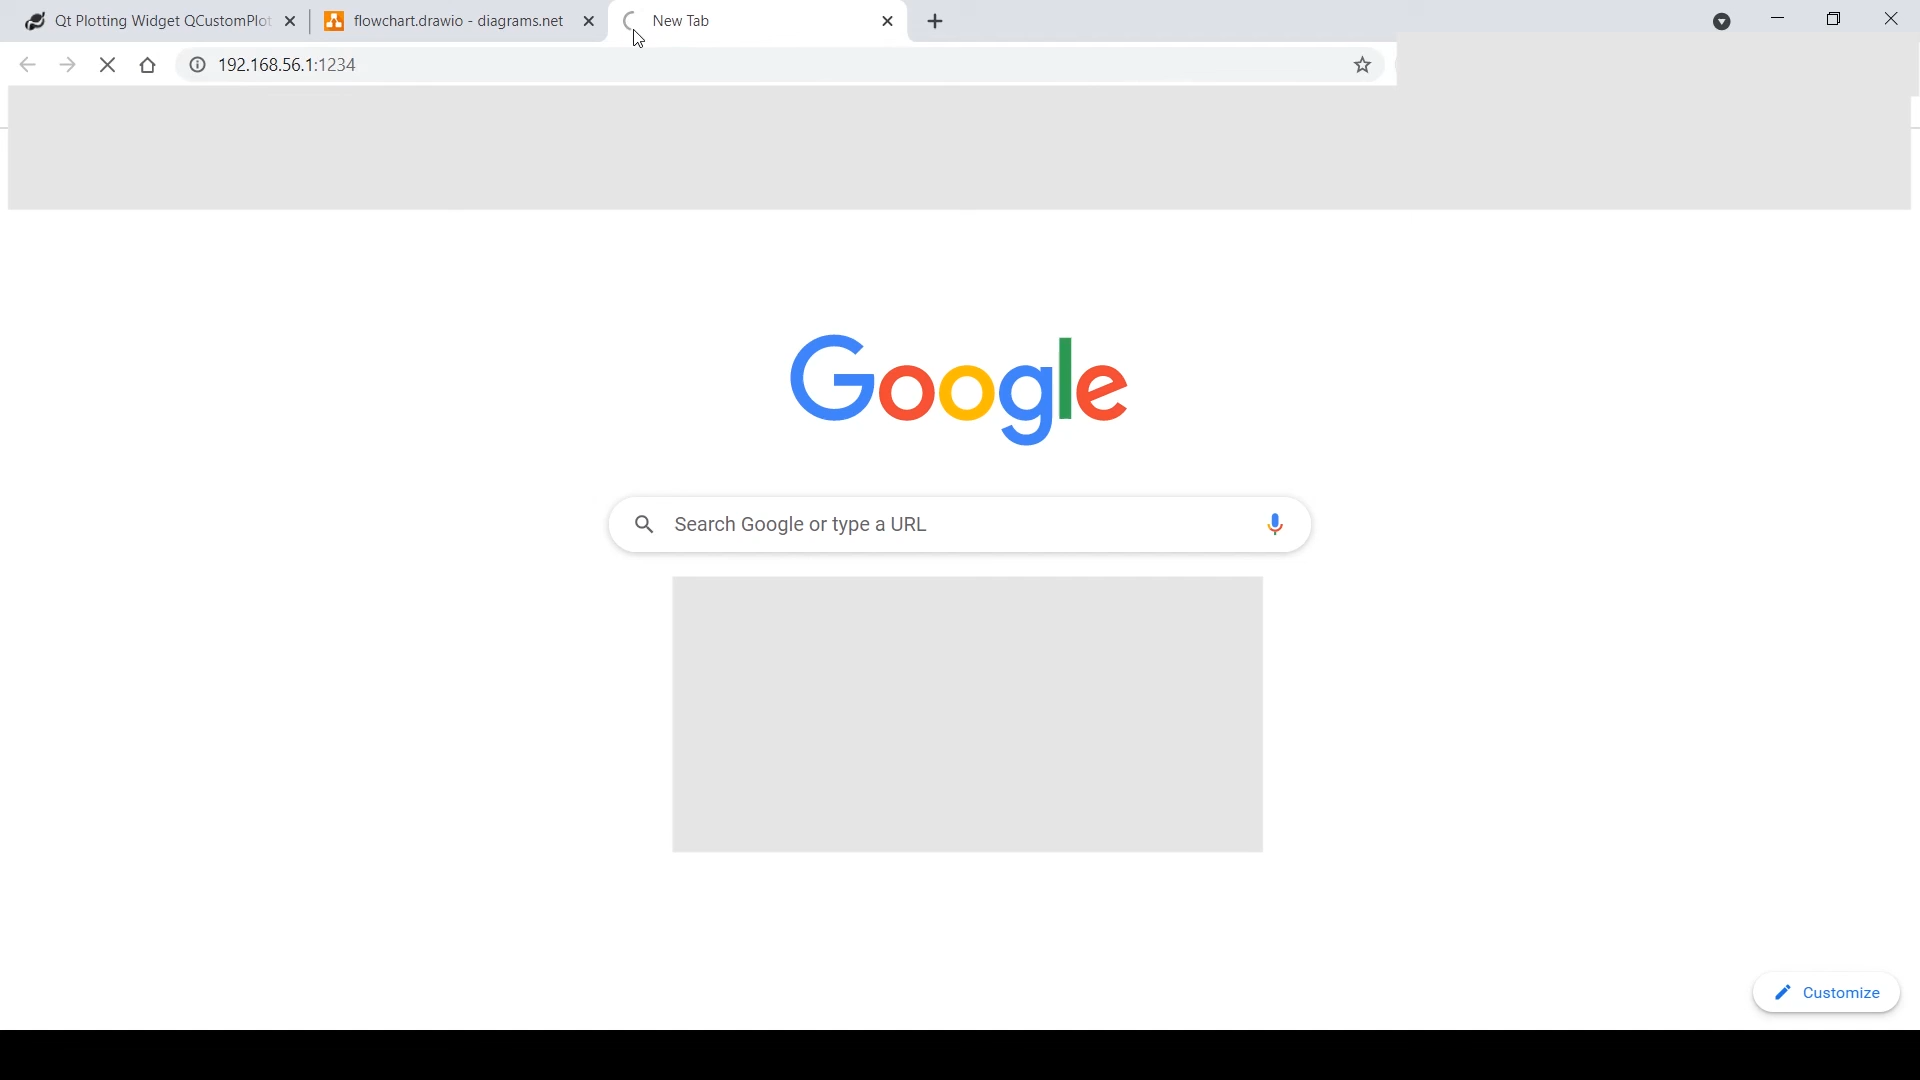 Qt Plotting Widget QCustomPlot
flowchart.drawio - diagrams.net
New Tab
192.168.56.1:1234
Google
Search Google or type a URL
Customize